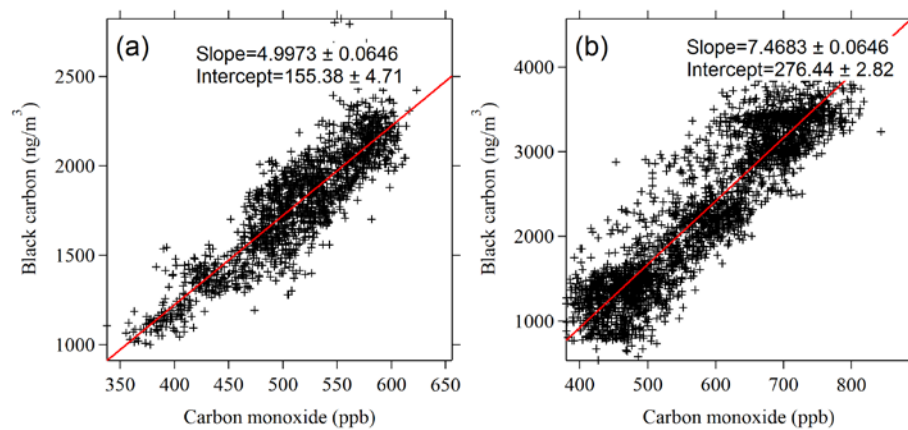 (a)
Slope=4.9973 ± 0.0646
Intercept=155.38 ± 4.71
2500
2000
1500
1000
Black carbon (ng/m³)
350
400
450
500
550
600
650
Carbon monoxide (ppb)
(b)
Slope=7.4683 ± 0.0646
Intercept=276.44 ± 2.82
4000
3000
2000
1000
Black carbon (ng/m³)
400
500
600
700
800
Carbon monoxide (ppb)